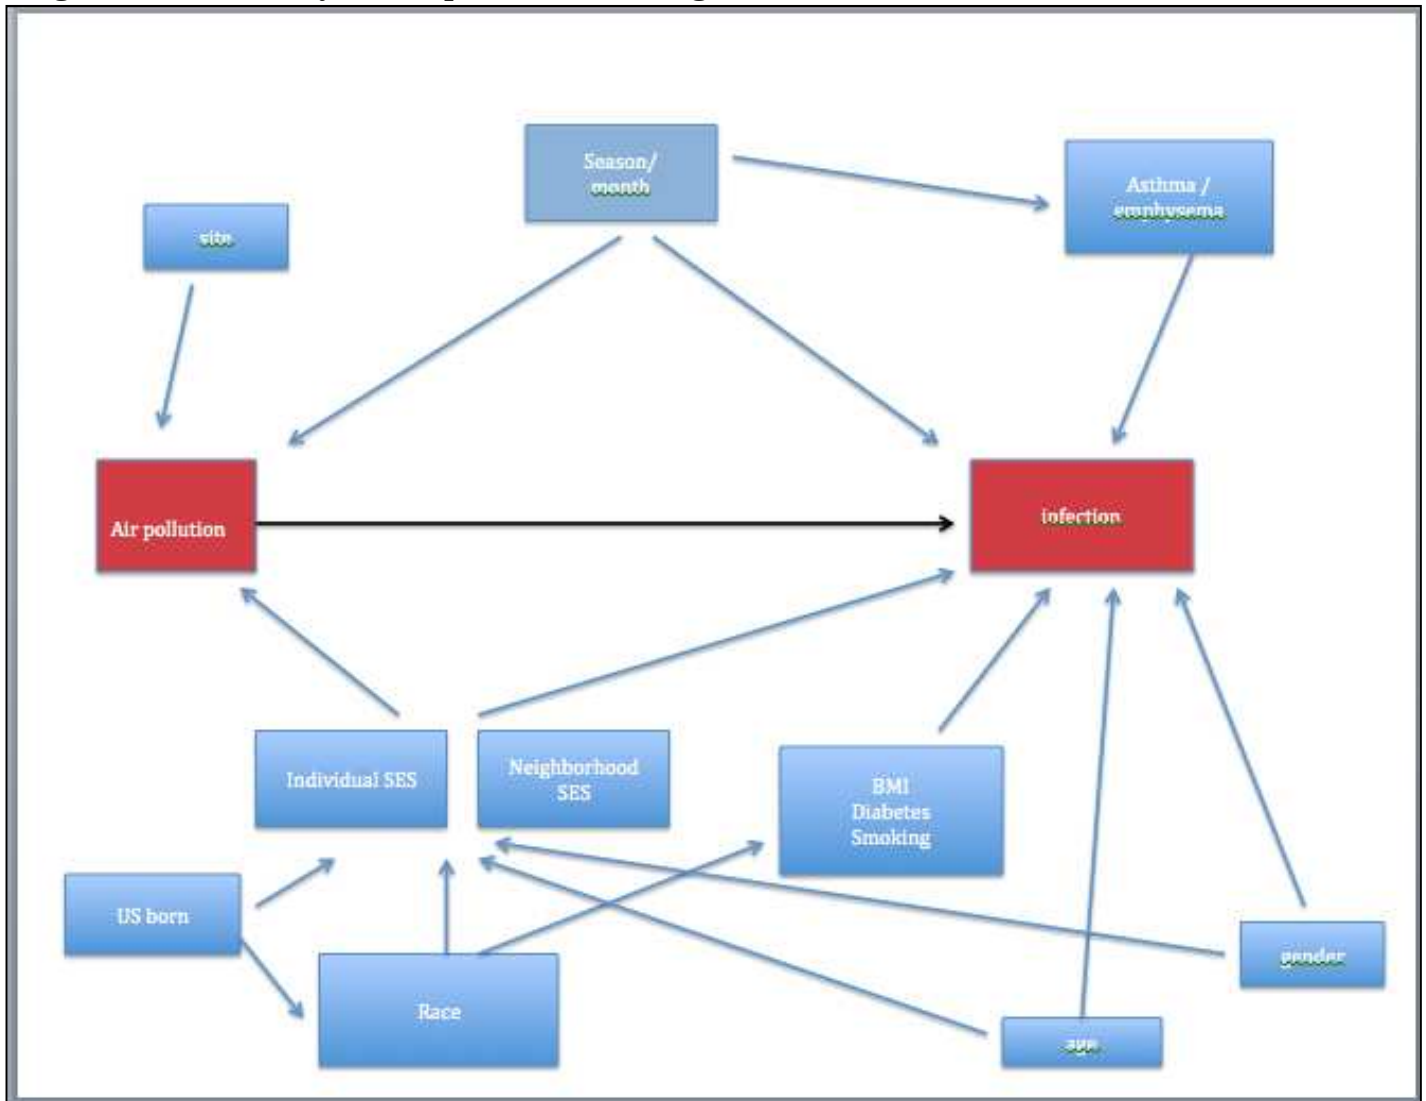 Season/
month
Asthma /
emphysema
site
Air pollution
infection
Individual SES
Neighborhood
SES
BMI
Diabetes
Smoking
US born
gender
Race
age